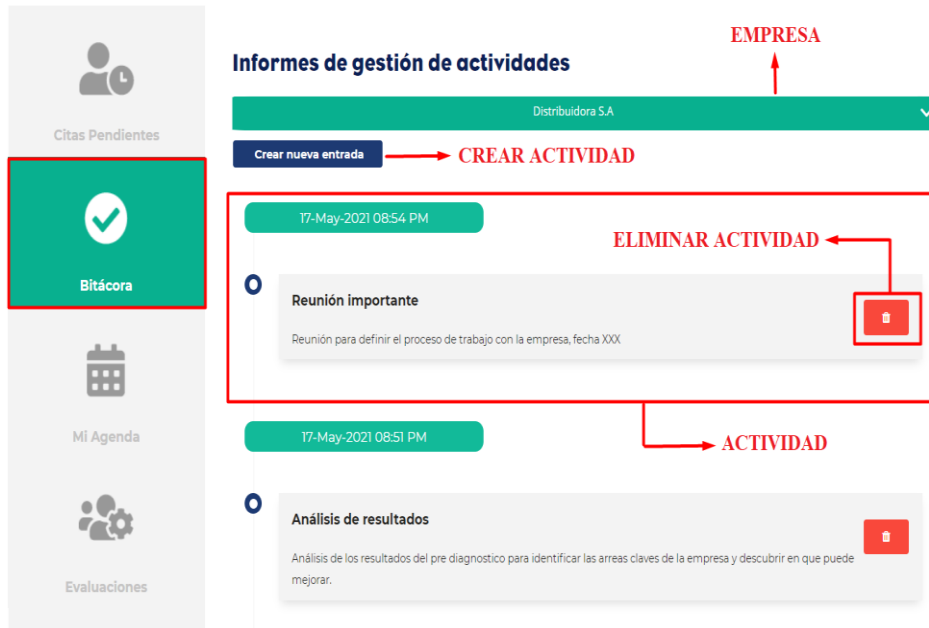 EMPRESA
Informes de gestión de actividades
Distribuidora S.A
Citas Pendientes
Crear nueva entrada
CREAR ACTIVIDAD
17-May-2021 08:54 PM
ELIMINAR ACTIVIDAD
Bitácora
Reunión importante
Reunión para definir el proceso de trabajo con la empresa, fecha XXX
Mi Agenda
17-May-2021 08:51 PM
ACTIVIDAD
Análisis de resultados
Análisis de los resultados del pre diagnostico para identificar las arreas claves de la empresa y descubrir en que puede
mejorar.
Evaluaciones